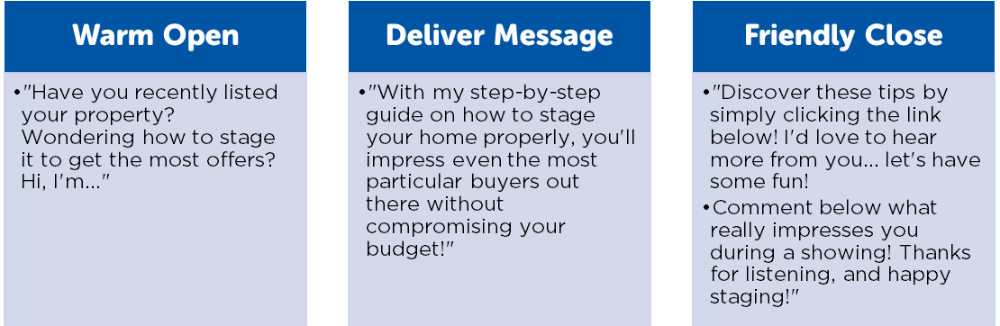 Warm Open
•"Have you recently listed
your property?
Wondering how to stage
it to get the most offers?
Hi, I'm..."
Deliver Message
•"With my step-by-step
guide on how to stage
your home properly, you'll
impress even the most
particular buyers out
there without
compromising your
budget!"
Friendly Close
•"Discover these tips by
simply clicking the link
below! I'd love to hear
more from you... let's have
some fun!
•Comment below what
really impresses you
during a showing! Thanks
for listening, and happy
staging!"